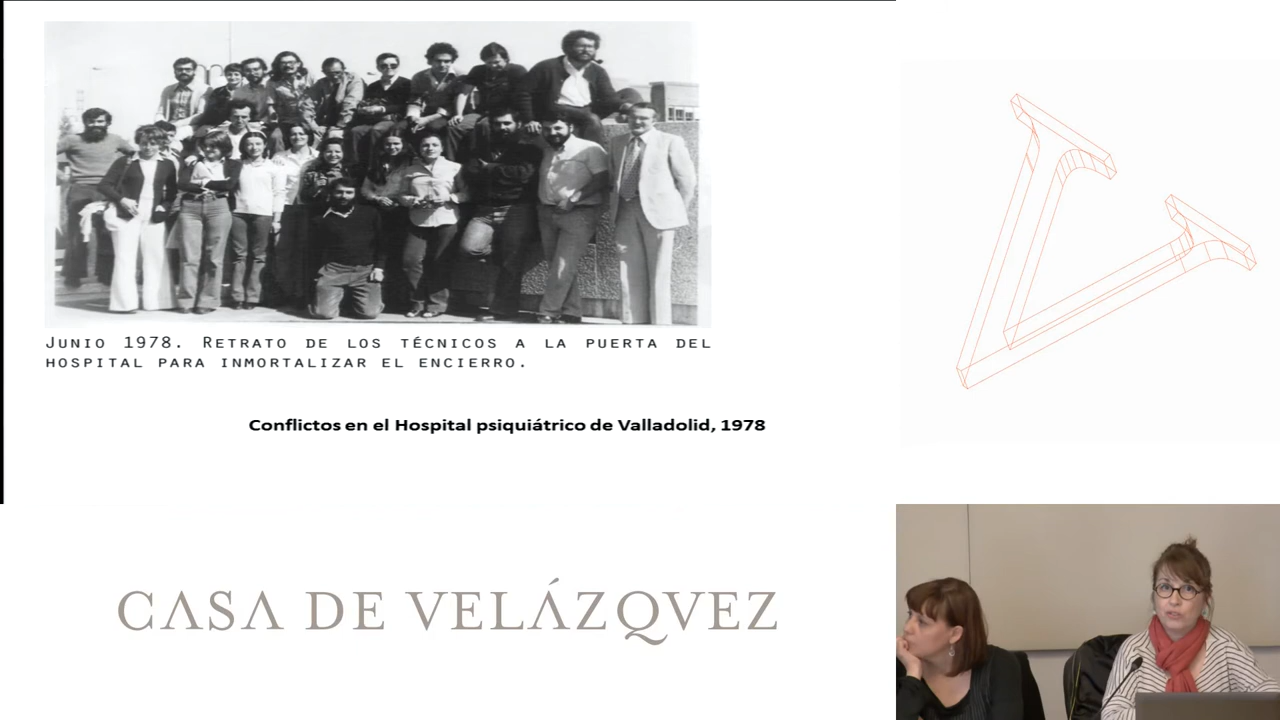 JUNIO 1978. RETRATO DE LOS TÉCNICOS A LA PUERTA DEL
HOSPITAL PARA INMORTALIZAR EL ENCIERRO.
Conflictos en el Hospital psiquiátrico de Valladolid, 1978
CASA DE VELÁZQVEZ